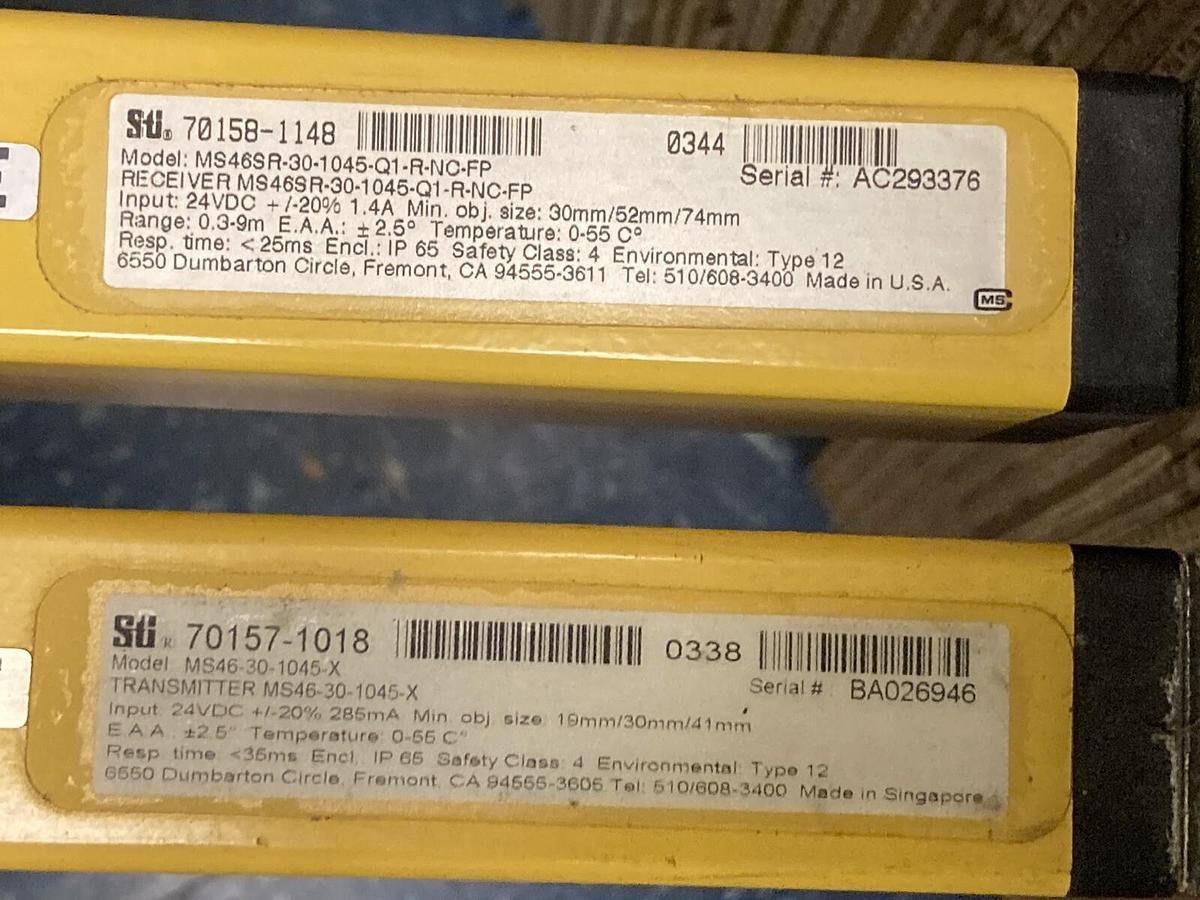 Sti® 70158-1148 0344
Model: MS46SR-30-1045-Q1-R-NC-FP Serial #: AC293376
RECEIVER MS46SR-30-1045-Q1-R-NC-FP
Input: 24VDC +/-20% 1.4A Min. obj. size: 30mm/52mm/74mm
Range: 0.3-9m E.A.A.: ±2.5° Temperature: 0-55 C°
Resp. time: <25ms Encl.: IP 65 Safety Class: 4 Environmental: Type 12
6550 Dumbarton Circle, Fremont, CA 94555-3611 Tel: 510/608-3400 Made in U.S.A.
MS
Sti® 70157-1018 0338
Model MS46-30-1045-X
TRANSMITTER MS46-30-1045-X Serial # BA026946
Input: 24VDC +/-20% 285mA Min. obj size: 19mm/30mm/41mm
E A A: ±2.5° Temperature: 0-55 C°
Resp time <35ms Encl.: IP 65 Safety Class: 4 Environmental: Type 12
6550 Dumbarton Circle, Fremont, CA 94555-3605 Tel: 510/608-3400 Made in Singapore